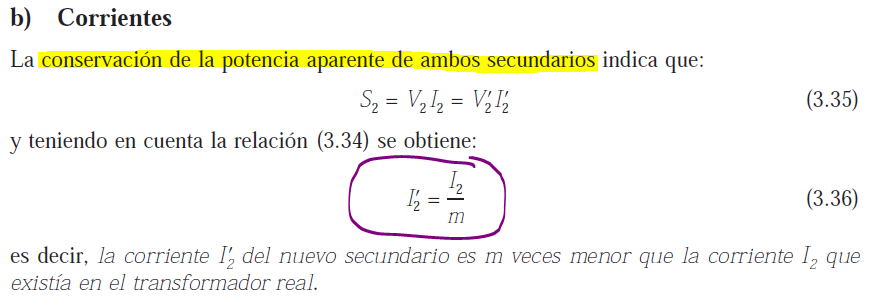 b) Corrientes
La conservación de la potencia aparente de ambos secundarios indica que:
S₂ = V₂ I₂ = V′₂ I′₂ (3.35)
y teniendo en cuenta la relación (3.34) se obtiene:
I′₂ = I₂ / m (3.36)
es decir, la corriente I′₂ del nuevo secundario es m veces menor que la corriente I₂ que
existía en el transformador real.